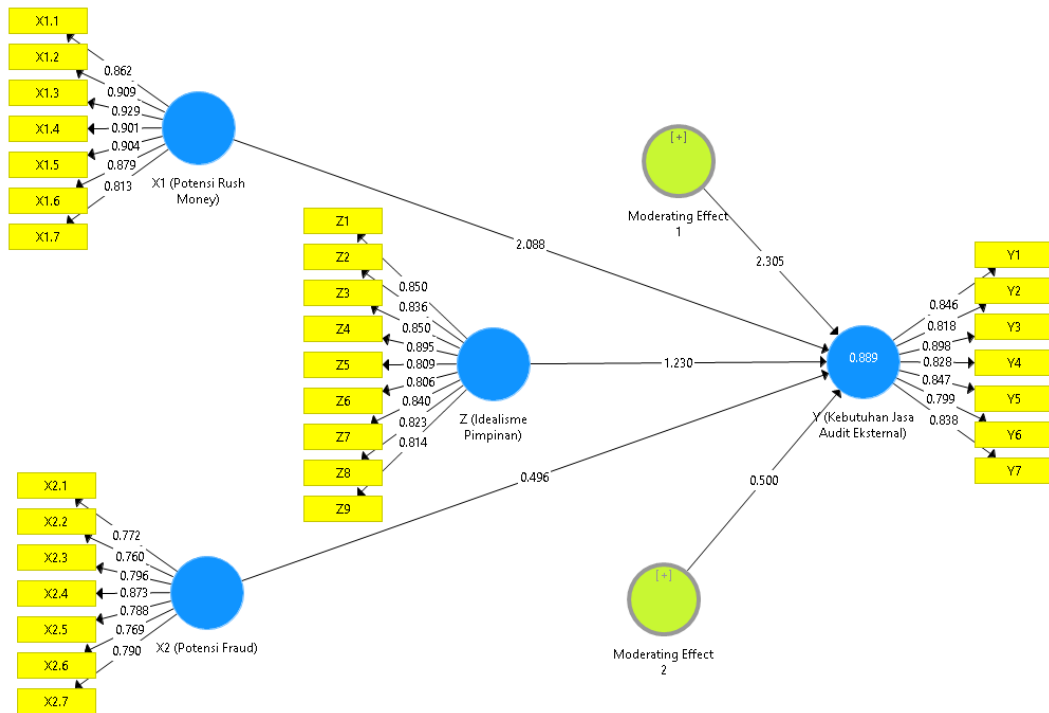 X1.1
X1.2
X1.3
X1.4
X1.5
X1.6
X1.7
0.862
0.909
0.929
0.901
0.904
0.879
0.813
X1 (Potensi Rush
Money)
Z1
Z2
Z3
Z4
Z5
Z6
Z7
Z8
Z9
0.850
0.836
0.850
0.895
0.809
0.806
0.840
0.823
0.814
Z (Idealisme
Pimpinan)
X2.1
X2.2
X2.3
X2.4
X2.5
X2.6
X2.7
0.772
0.760
0.796
0.873
0.788
0.769
0.790
X2 (Potensi Fraud)
2.088
1.230
0.496
[+]
Moderating Effect
1
2.305
[+]
Moderating Effect
2
0.500
0.889
Y (Kebutuhan Jasa
Audit Eksternal)
0.846
0.818
0.898
0.828
0.847
0.799
0.838
Y1
Y2
Y3
Y4
Y5
Y6
Y7